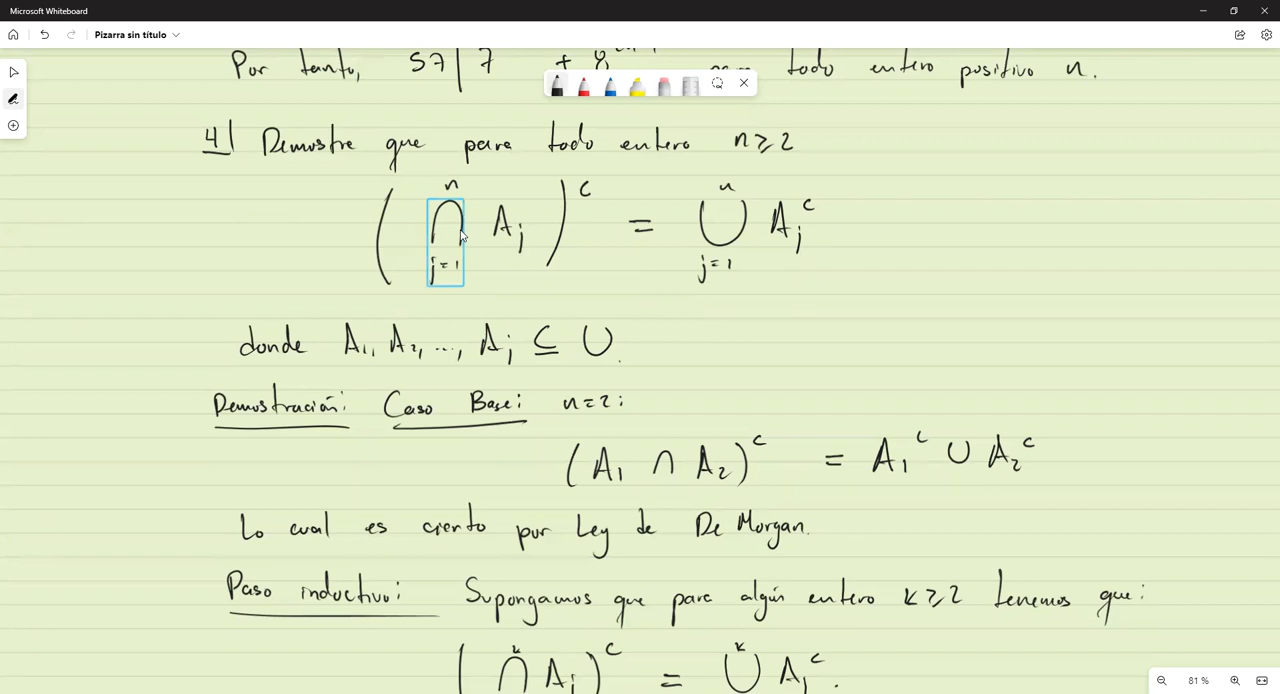 Microsoft Whiteboard
Pizarra sin título
Por tanto, 57 | 7 + 8 todo entero positivo n.
4| Demostre que para todo entero n ≥ 2
( ⋂_{j=1}^{n} A_j )^c = ⋃_{j=1}^{n} A_j^c
donde A_1, A_2, ..., A_j ⊆ U.
Demostración: Caso Base: n=2:
(A_1 ∩ A_2)^c = A_1^c ∪ A_2^c
Lo cual es cierto por Ley de De Morgan.
Paso inductivo: Supongamos que para algún entero k ≥ 2 tenemos que:
( ⋂^k A_j )^c = ⋃^k A_j^c.
81 %